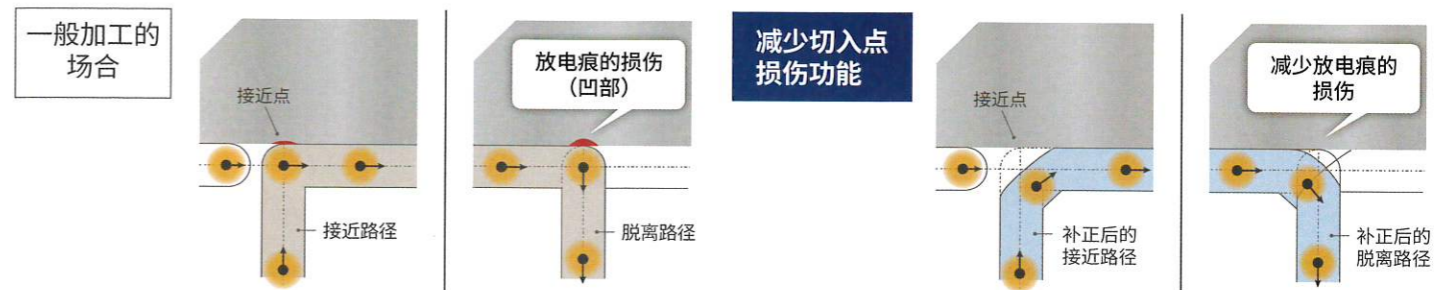 一般加工的
场合
接近点
接近路径
放电痕的损伤
（凹部）
脱离路径
减少切入点
损伤功能
接近点
补正后的
接近路径
减少放电痕的
损伤
补正后的
脱离路径